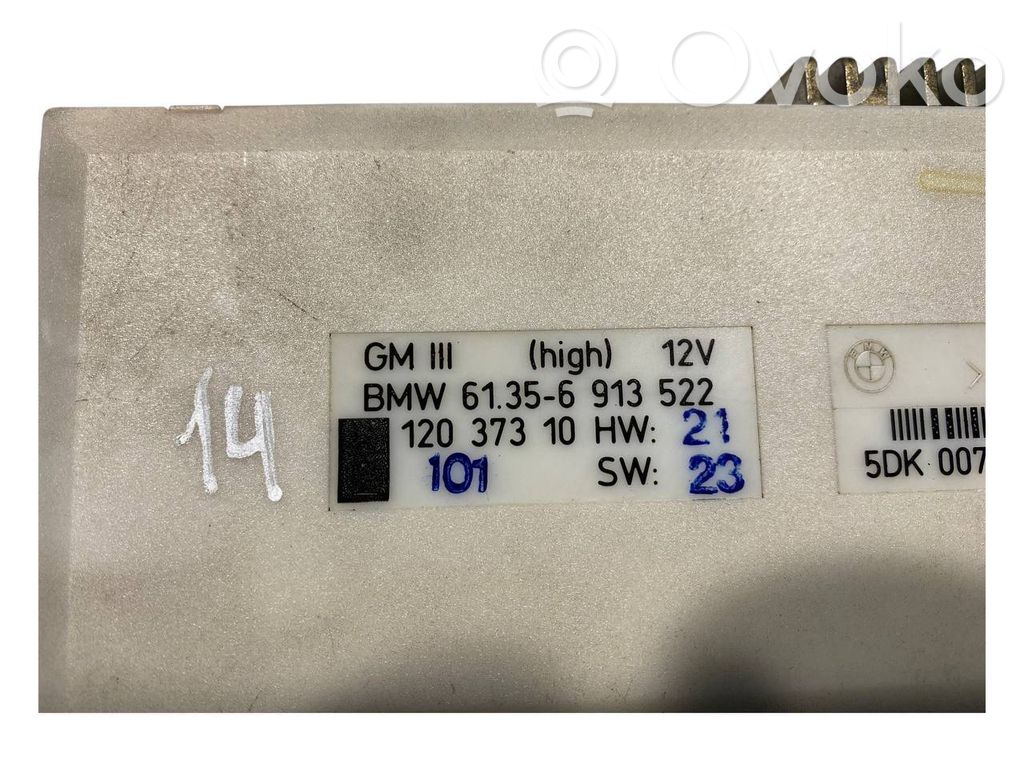 Ovoko
GM III (high) 12V
BMW 61.35-6 913 522
120 373 10 HW: 21
101 SW: 23
14
BMW
5DK 007